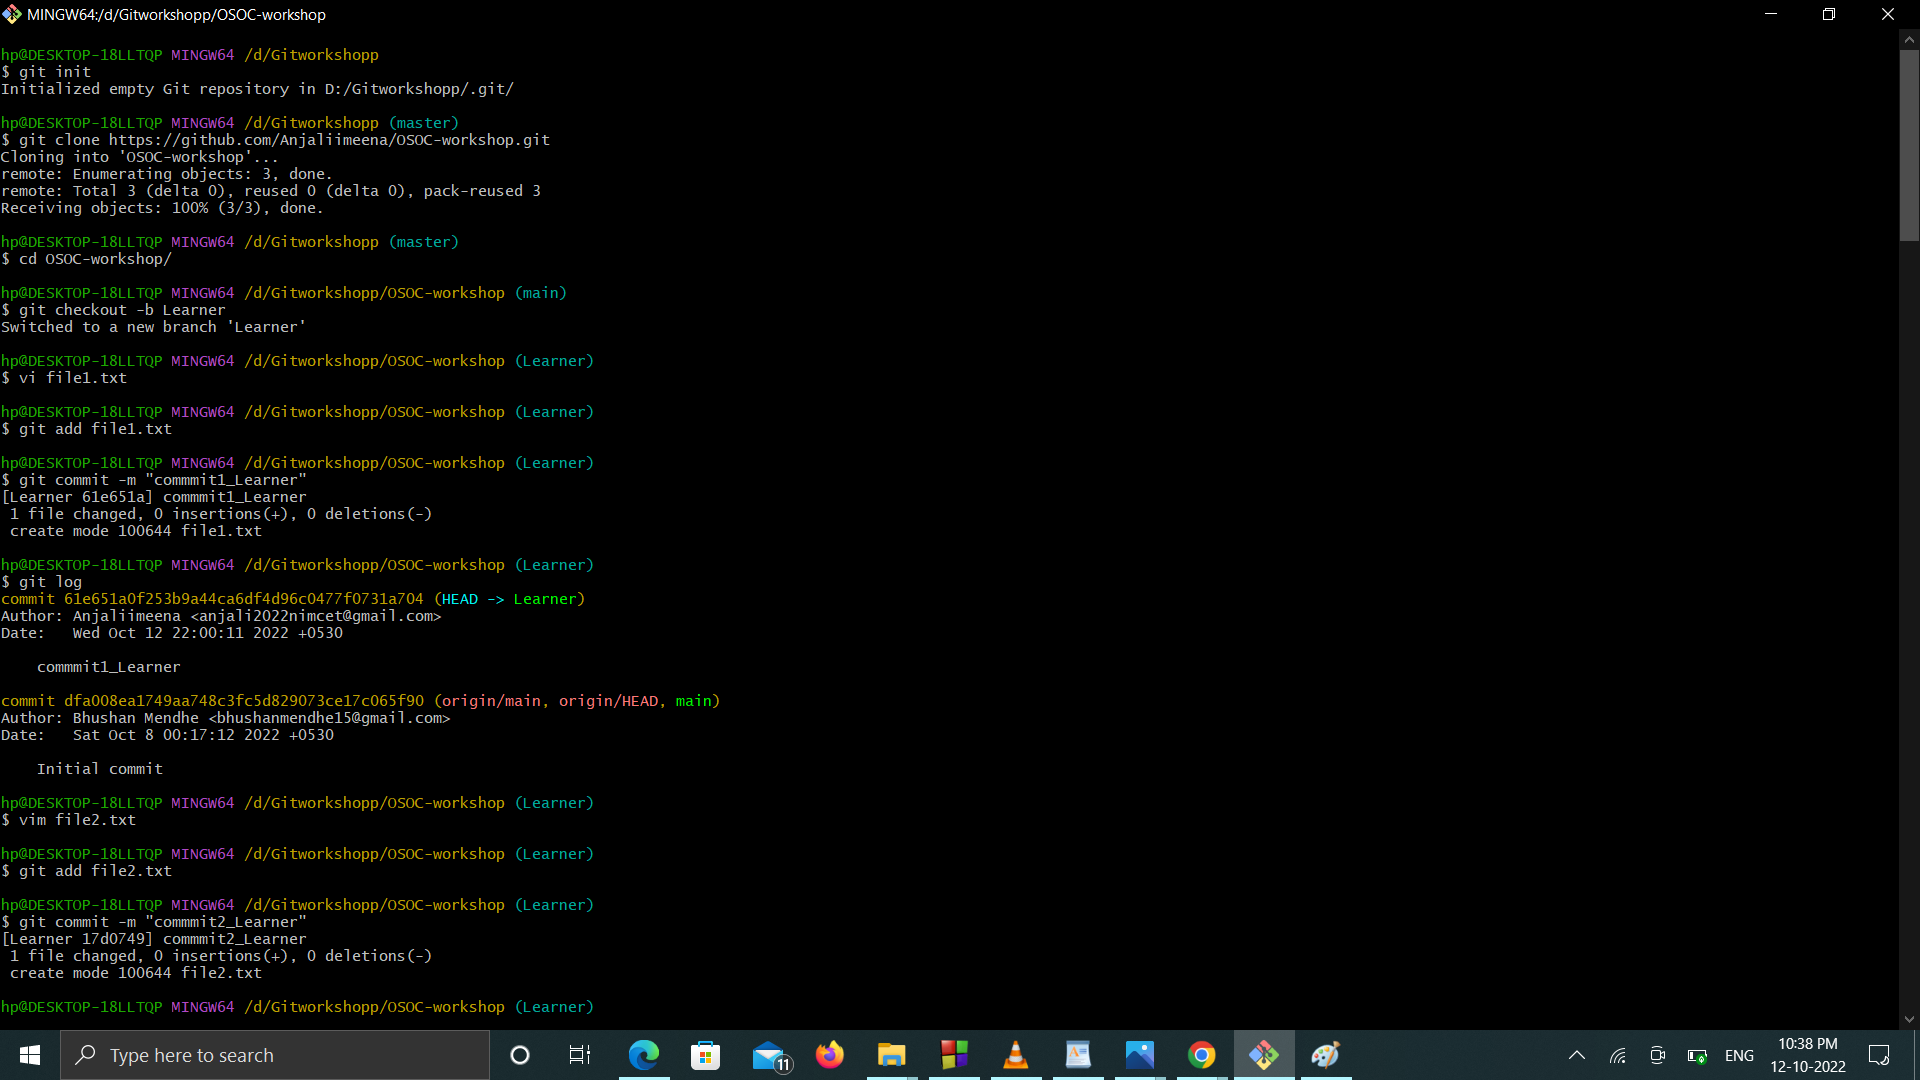 MINGW64:/d/Gitworkshopp/OSOC-workshop
hp@DESKTOP-18LLTQP MINGW64 /d/Gitworkshopp
$ git init
Initialized empty Git repository in D:/Gitworkshopp/.git/
hp@DESKTOP-18LLTQP MINGW64 /d/Gitworkshopp (master)
$ git clone https://github.com/Anjaliimeena/OSOC-workshop.git
Cloning into 'OSOC-workshop'...
remote: Enumerating objects: 3, done.
remote: Total 3 (delta 0), reused 0 (delta 0), pack-reused 3
Receiving objects: 100% (3/3), done.
hp@DESKTOP-18LLTQP MINGW64 /d/Gitworkshopp (master)
$ cd OSOC-workshop/
hp@DESKTOP-18LLTQP MINGW64 /d/Gitworkshopp/OSOC-workshop (main)
$ git checkout -b Learner
Switched to a new branch 'Learner'
hp@DESKTOP-18LLTQP MINGW64 /d/Gitworkshopp/OSOC-workshop (Learner)
$ vi file1.txt
hp@DESKTOP-18LLTQP MINGW64 /d/Gitworkshopp/OSOC-workshop (Learner)
$ git add file1.txt
hp@DESKTOP-18LLTQP MINGW64 /d/Gitworkshopp/OSOC-workshop (Learner)
$ git commit -m "commmit1_Learner"
[Learner 61e651a] commmit1_Learner
1 file changed, 0 insertions(+), 0 deletions(-)
create mode 100644 file1.txt
hp@DESKTOP-18LLTQP MINGW64 /d/Gitworkshopp/OSOC-workshop (Learner)
$ git log
commit 61e651a0f253b9a44ca6df4d96c0477f0731a704 (HEAD -> Learner)
Author: Anjaliimeena <anjali2022nimcet@gmail.com>
Date:   Wed Oct 12 22:00:11 2022 +0530
commmit1_Learner
commit dfa008ea1749aa748c3fc5d829073ce17c065f90 (origin/main, origin/HEAD, main)
Author: Bhushan Mendhe <bhushanmendhe15@gmail.com>
Date:   Sat Oct 8 00:17:12 2022 +0530
Initial commit
hp@DESKTOP-18LLTQP MINGW64 /d/Gitworkshopp/OSOC-workshop (Learner)
$ vim file2.txt
hp@DESKTOP-18LLTQP MINGW64 /d/Gitworkshopp/OSOC-workshop (Learner)
$ git add file2.txt
hp@DESKTOP-18LLTQP MINGW64 /d/Gitworkshopp/OSOC-workshop (Learner)
$ git commit -m "commmit2_Learner"
[Learner 17d0749] commmit2_Learner
1 file changed, 0 insertions(+), 0 deletions(-)
create mode 100644 file2.txt
hp@DESKTOP-18LLTQP MINGW64 /d/Gitworkshopp/OSOC-workshop (Learner)
Type here to search
11
ENG
10:38 PM
12-10-2022